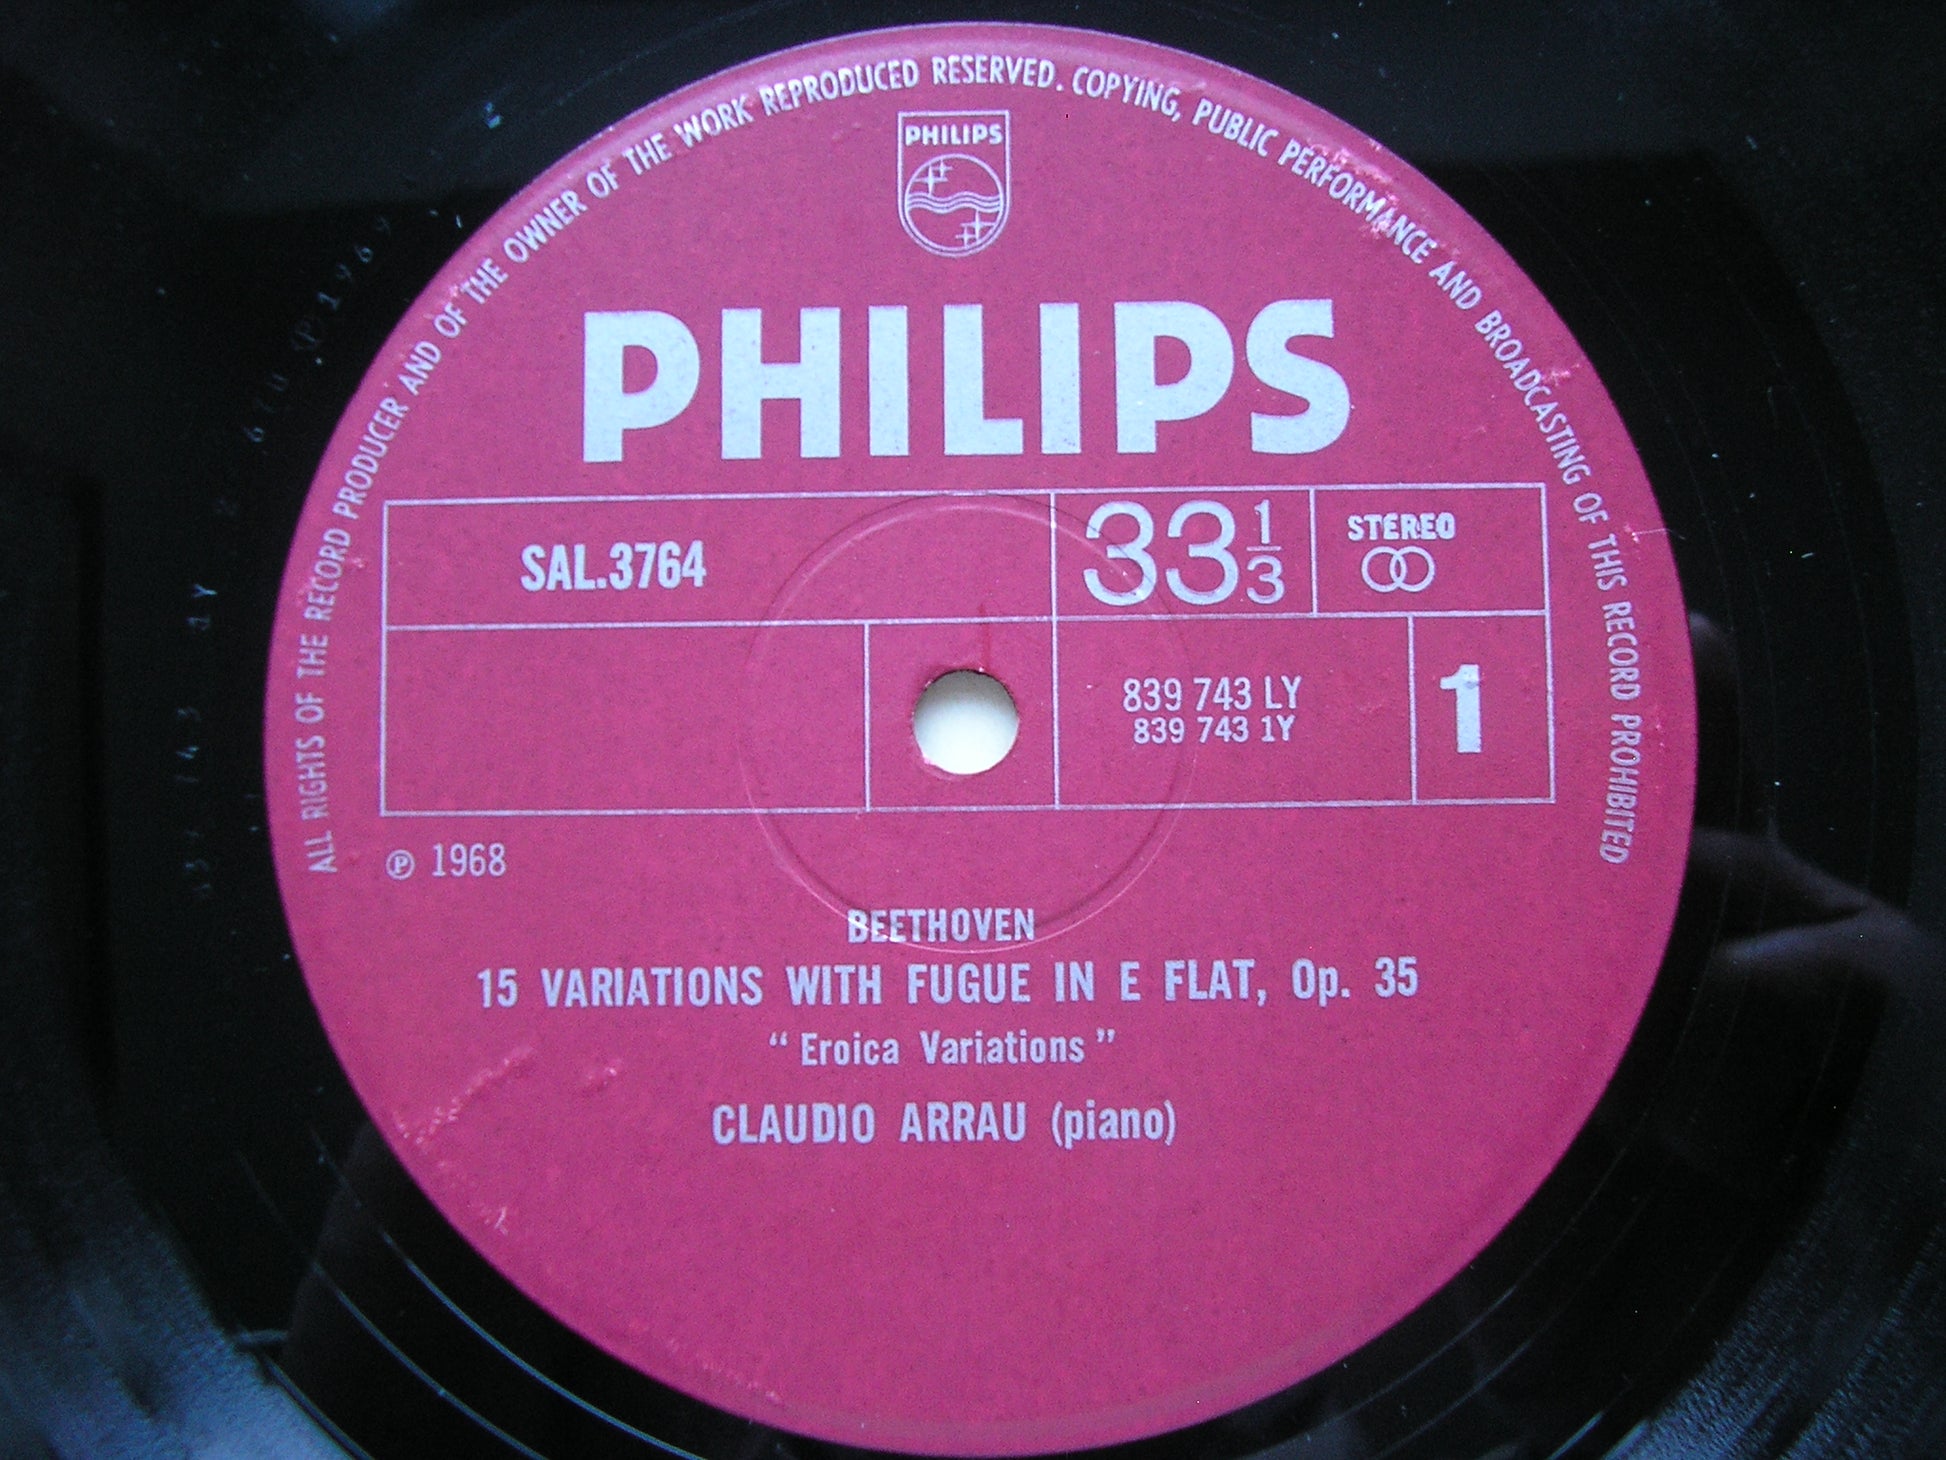 ALL RIGHTS OF THE RECORD PRODUCER AND OF THE OWNER OF THE WORK REPRODUCED RESERVED. COPYING, PUBLIC PERFORMANCE AND BROADCASTING OF THIS RECORD PROHIBITED
PHILIPS
PHILIPS
SAL.3764
33 1/3
STEREO
839 743 LY
839 743 1Y
1
℗ 1968
BEETHOVEN
15 VARIATIONS WITH FUGUE IN E FLAT, Op. 35
" Eroica Variations "
CLAUDIO ARRAU (piano)